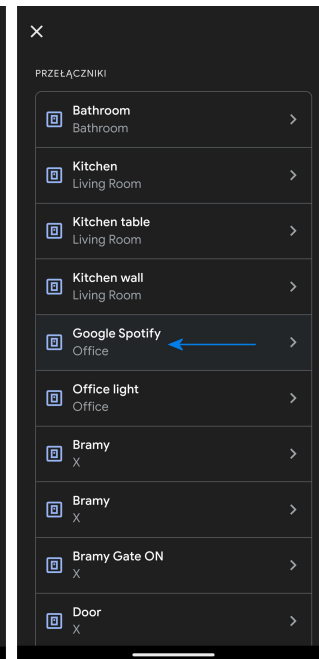 PRZEŁĄCZNIKI
Bathroom
Bathroom
Kitchen
Living Room
Kitchen table
Living Room
Kitchen wall
Living Room
Google Spotify
Office
Office light
Office
Bramy
X
Bramy
X
Bramy Gate ON
X
Door
X